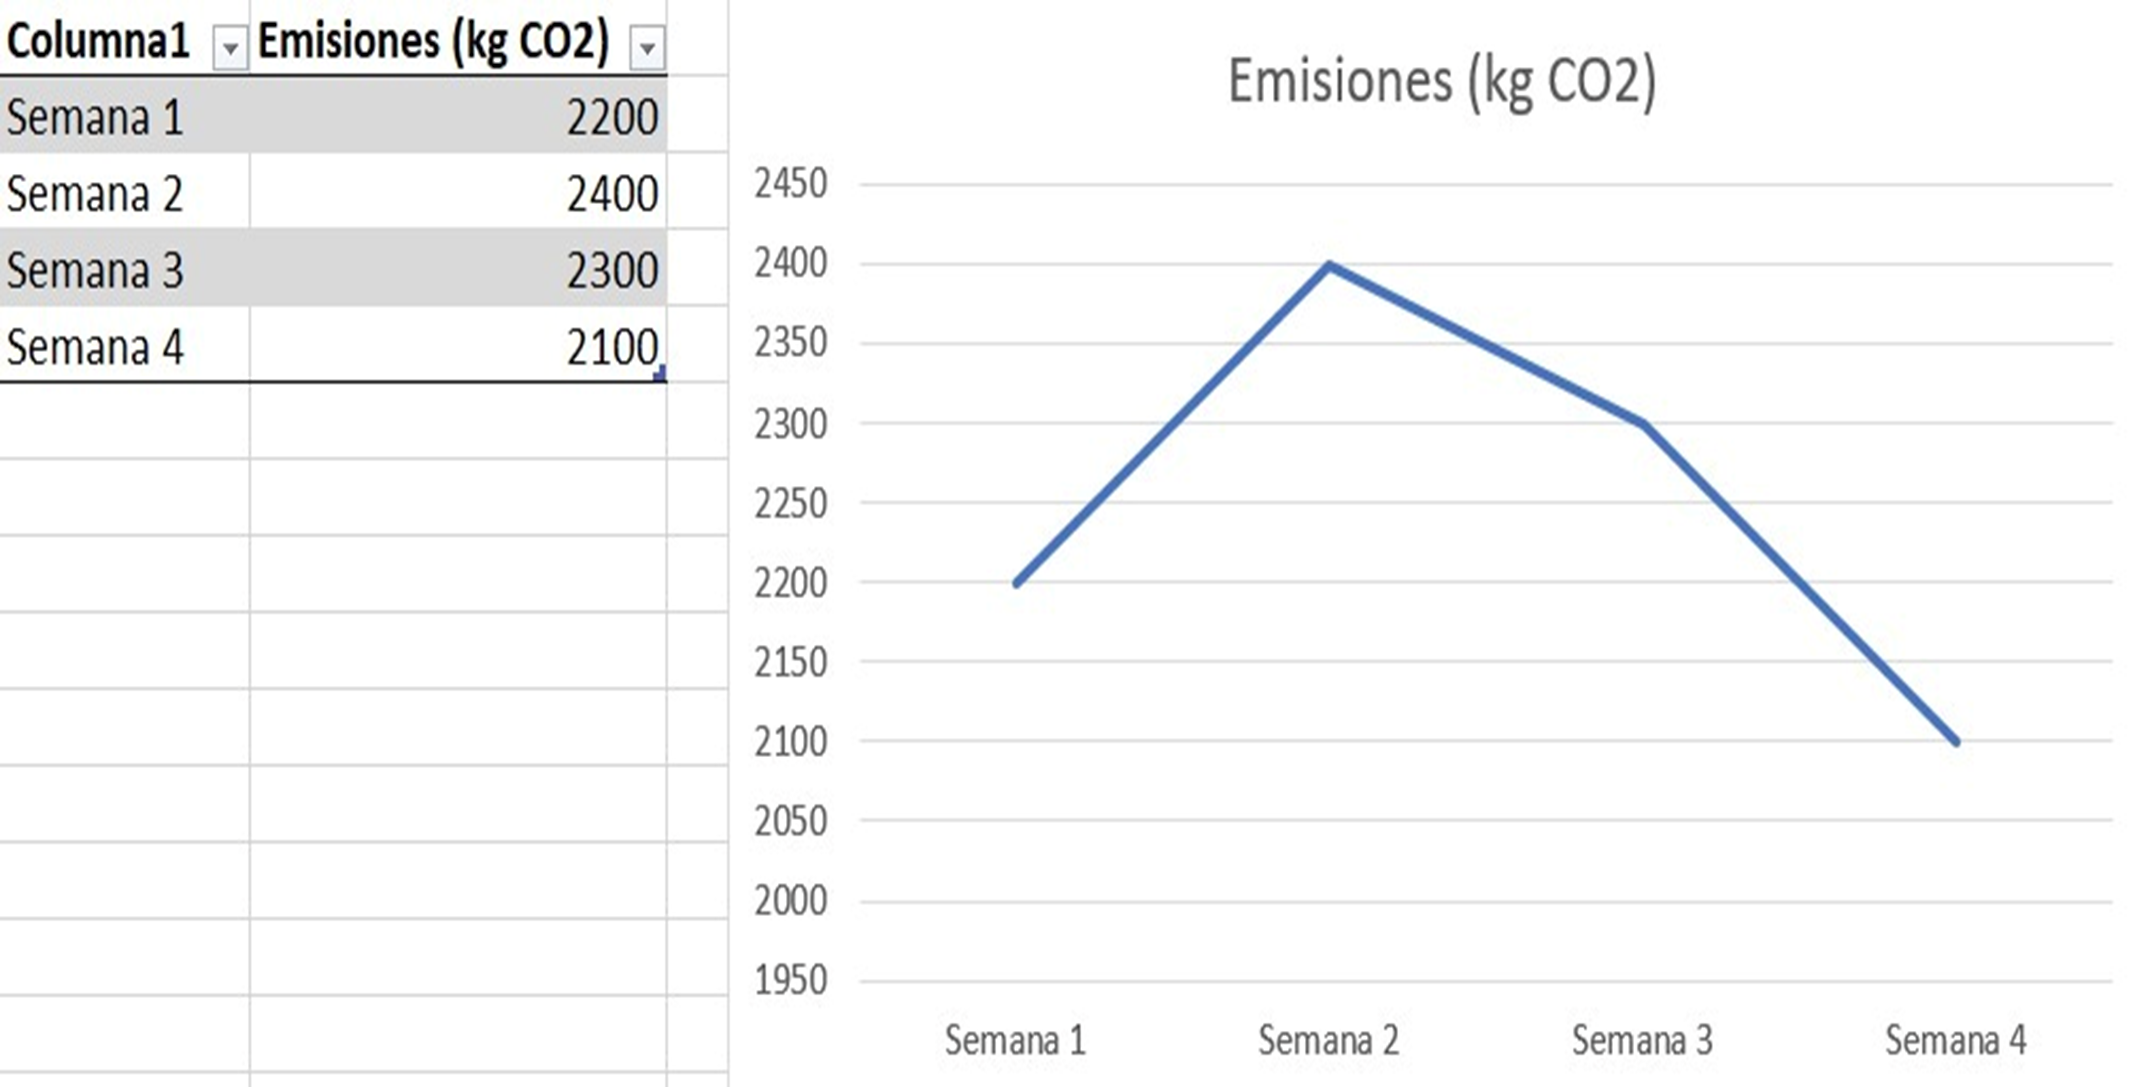 Columna1 Emisiones (kg CO2)
Semana 1 2200
Semana 2 2400
Semana 3 2300
Semana 4 2100
Emisiones (kg CO2)
2450
2400
2350
2300
2250
2200
2150
2100
2050
2000
1950
Semana 1 Semana 2 Semana 3 Semana 4